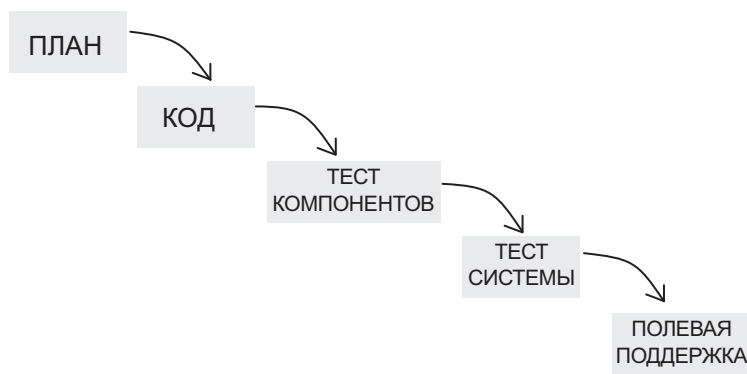 ПЛАН
КОД
ТЕСТ
КОМПОНЕНТОВ
ТЕСТ
СИСТЕМЫ
ПОЛЕВАЯ
ПОДДЕРЖКА